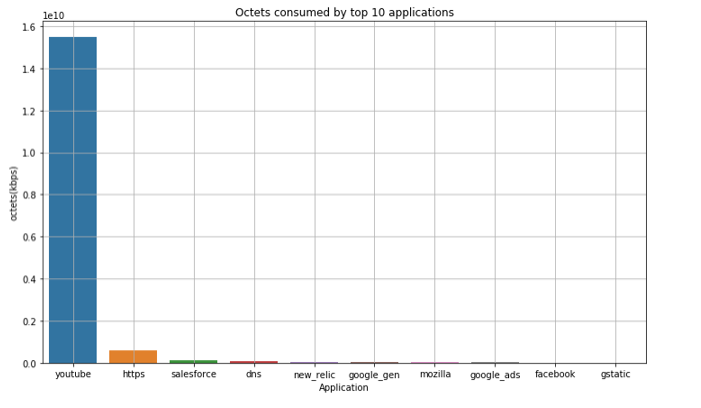 Octets consumed by top 10 applications
1e10
1.6
1.4
1.2
1.0
0.8
0.6
0.4
0.2
0.0
octets(kbps)
youtube https salesforce dns new_relic google_gen mozilla google_ads facebook gstatic
Application